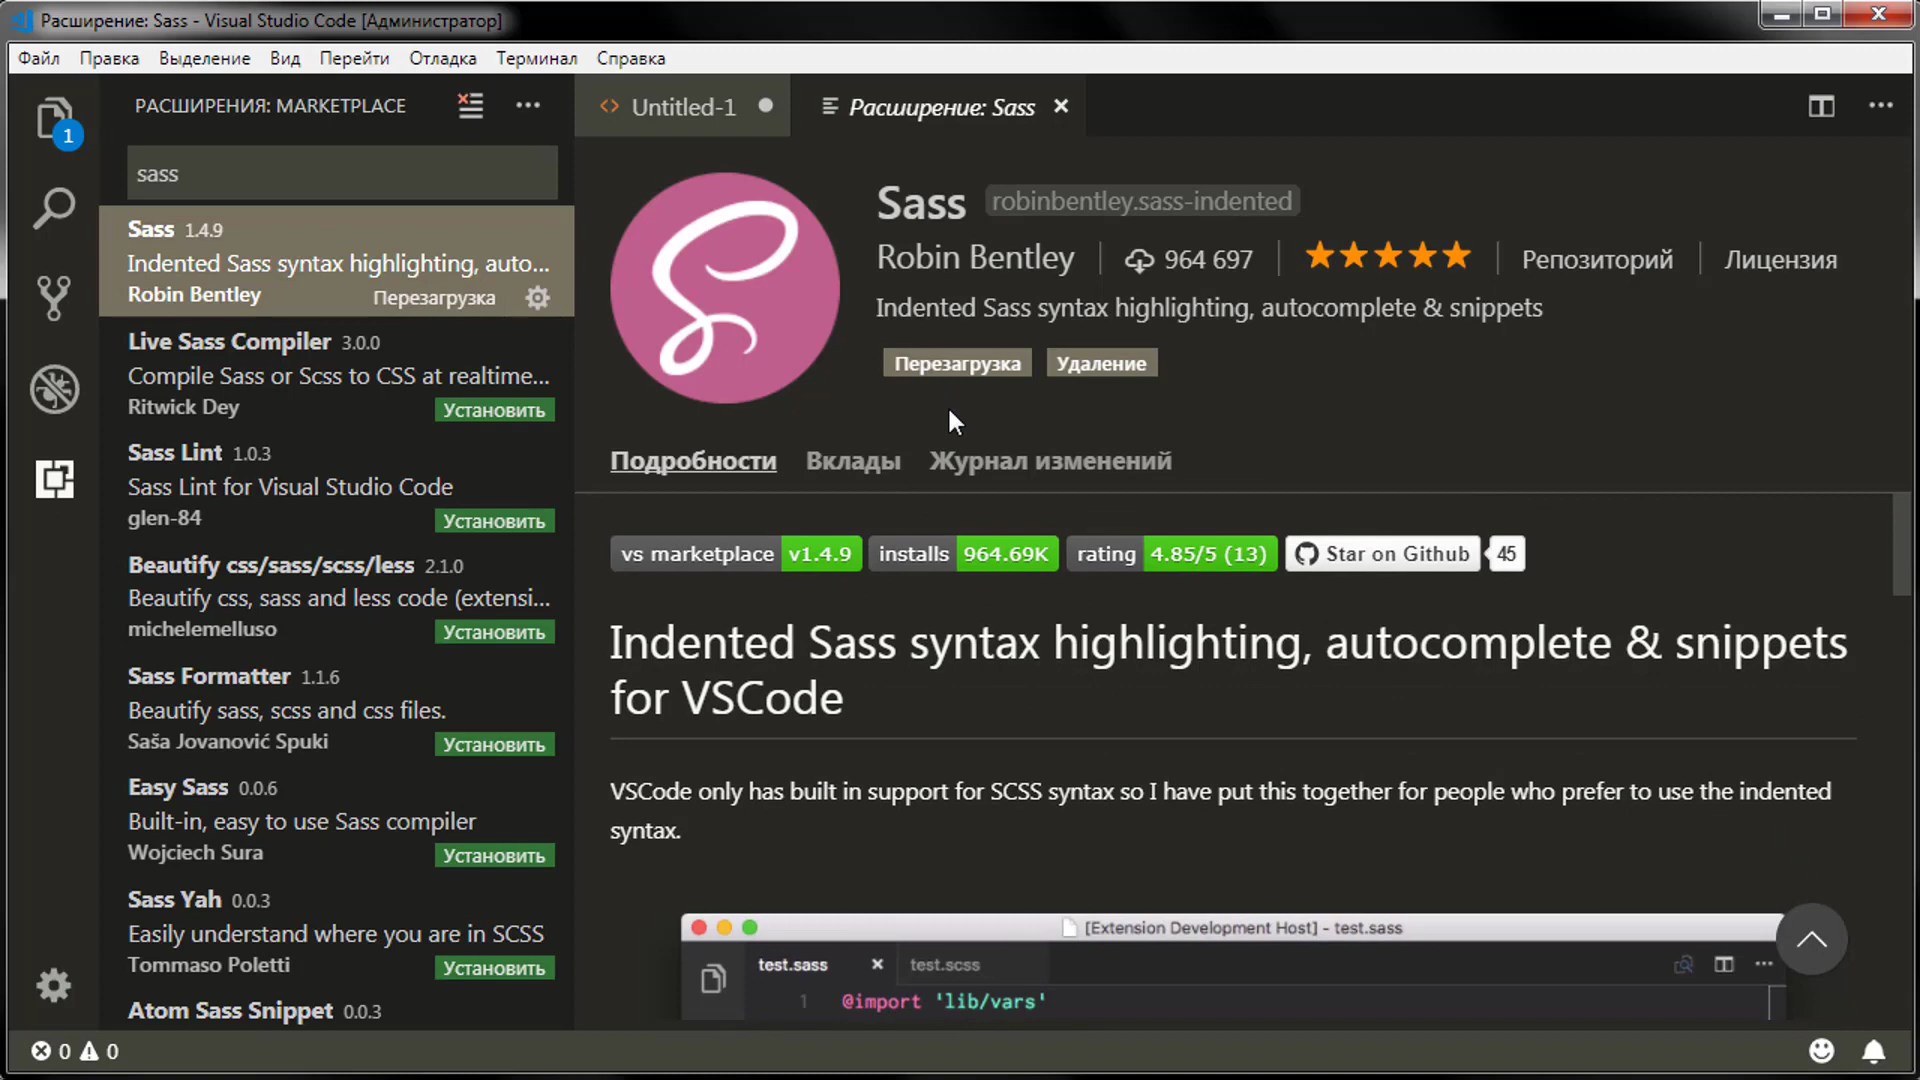 Расширение: Sass - Visual Studio Code [Администратор]
Файл Правка Выделение Вид Перейти Отладка Терминал Справка
РАСШИРЕНИЯ: MARKETPLACE
1
sass
Sass 1.4.9
Indented Sass syntax highlighting, auto...
Robin Bentley Перезагрузка
Live Sass Compiler 3.0.0
Compile Sass or Scss to CSS at realtime...
Ritwick Dey Установить
Sass Lint 1.0.3
Sass Lint for Visual Studio Code
glen-84 Установить
Beautify css/sass/scss/less 2.1.0
Beautify css, sass and less code (extensi...
michelemelluso Установить
Sass Formatter 1.1.6
Beautify sass, scss and css files.
Saša Jovanović Spuki Установить
Easy Sass 0.0.6
Built-in, easy to use Sass compiler
Wojciech Sura Установить
Sass Yah 0.0.3
Easily understand where you are in SCSS
Tommaso Poletti Установить
Atom Sass Snippet 0.0.3
Untitled-1 Расширение: Sass
Sass robinbentley.sass-indented
Robin Bentley 964 697 Репозиторий Лицензия
Indented Sass syntax highlighting, autocomplete & snippets
Перезагрузка Удаление
Подробности Вклады Журнал изменений
vs marketplace v1.4.9 installs 964.69K rating 4.85/5 (13) Star on Github 45
Indented Sass syntax highlighting, autocomplete & snippets
for VSCode
VSCode only has built in support for SCSS syntax so I have put this together for people who prefer to use the indented
syntax.
[Extension Development Host] - test.sass
test.sass test.scss
1 @import 'lib/vars'
0 0